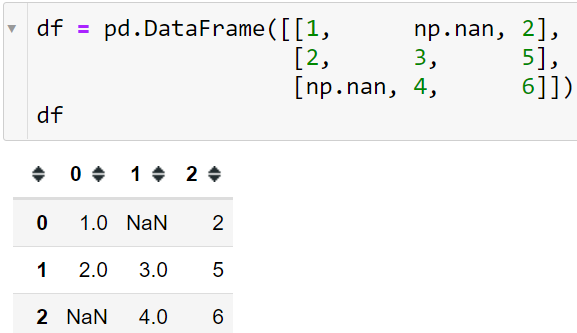 df = pd.DataFrame([[1,      np.nan, 2],
                   [2,      3,      5],
                   [np.nan, 4,      6]])
df
0 1 2
0 1.0 NaN 2
1 2.0 3.0 5
2 NaN 4.0 6